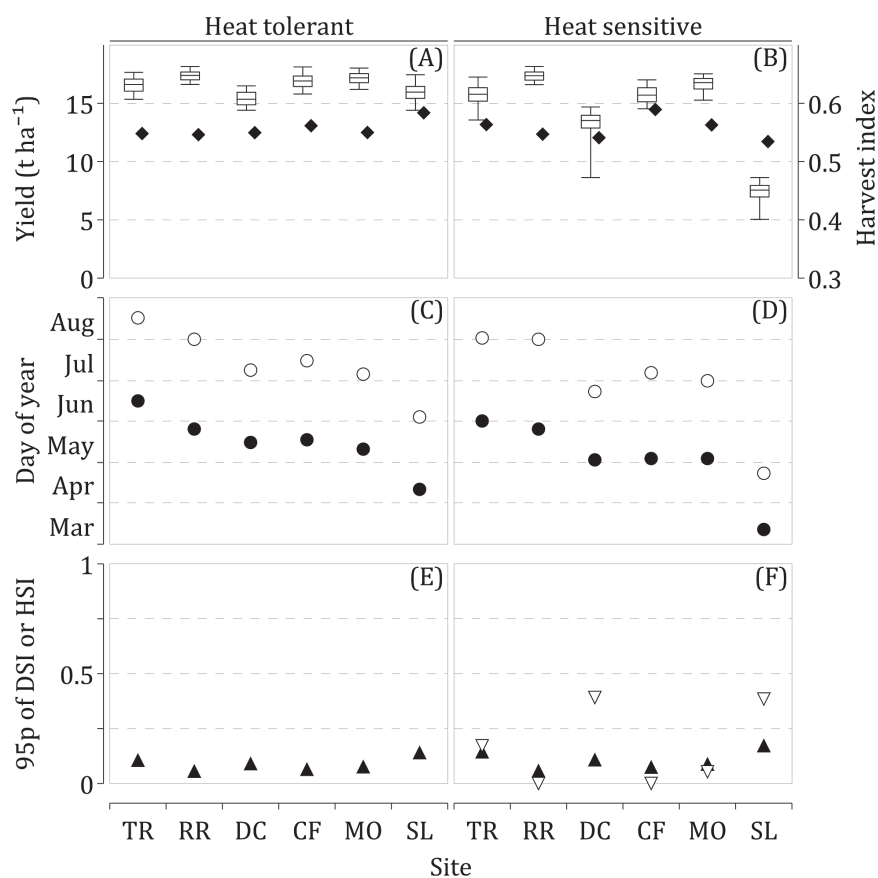 Heat tolerant
Heat sensitive
(A)
(B)
Yield (t ha⁻¹)
15
10
5
0
0.6
0.5
0.4
0.3
Harvest index
(C)
(D)
Day of year
Aug
Jul
Jun
May
Apr
Mar
(E)
(F)
95p of DSI or HSI
1
0.5
0
TR RR DC CF MO SL
TR RR DC CF MO SL
Site